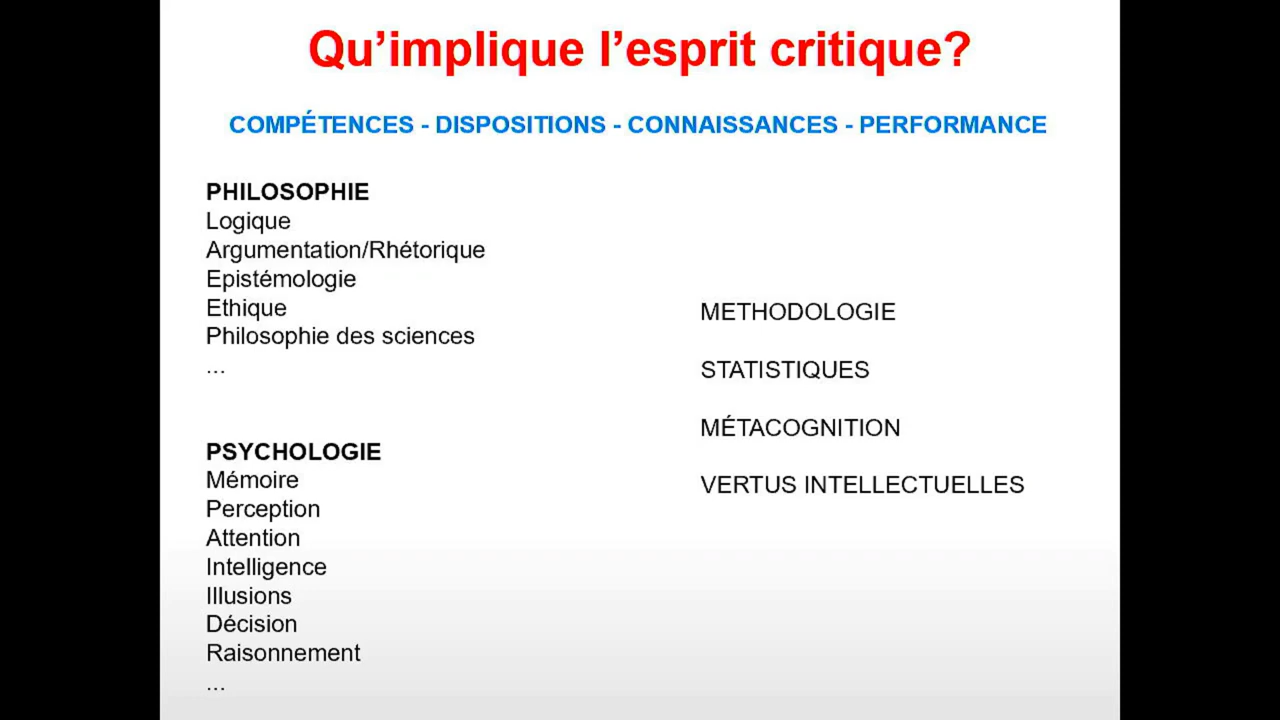 Qu’implique l’esprit critique?
COMPÉTENCES - DISPOSITIONS - CONNAISSANCES - PERFORMANCE
PHILOSOPHIE
Logique
Argumentation/Rhétorique
Epistémologie
Ethique
Philosophie des sciences
...
PSYCHOLOGIE
Mémoire
Perception
Attention
Intelligence
Illusions
Décision
Raisonnement
...
METHODOLOGIE
STATISTIQUES
MÉTACOGNITION
VERTUS INTELLECTUELLES